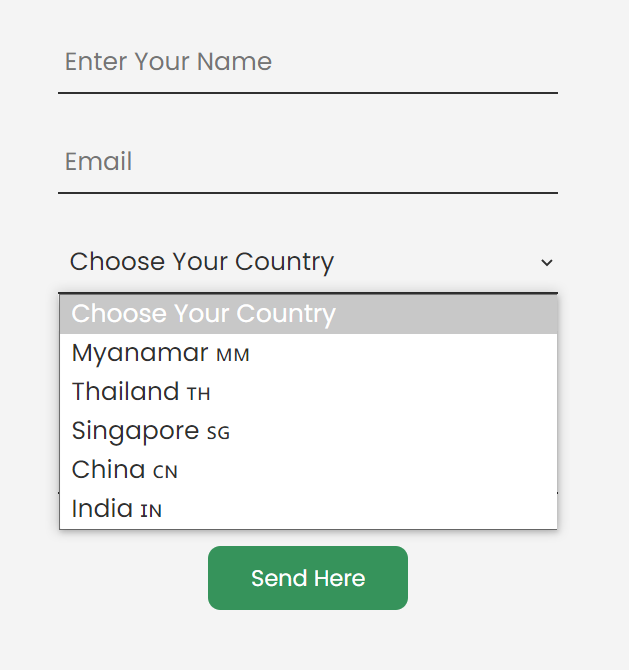 Enter Your Name
Email
Choose Your Country
Choose Your Country
Myanamar MM
Thailand TH
Singapore SG
China CN
India IN
Send Here